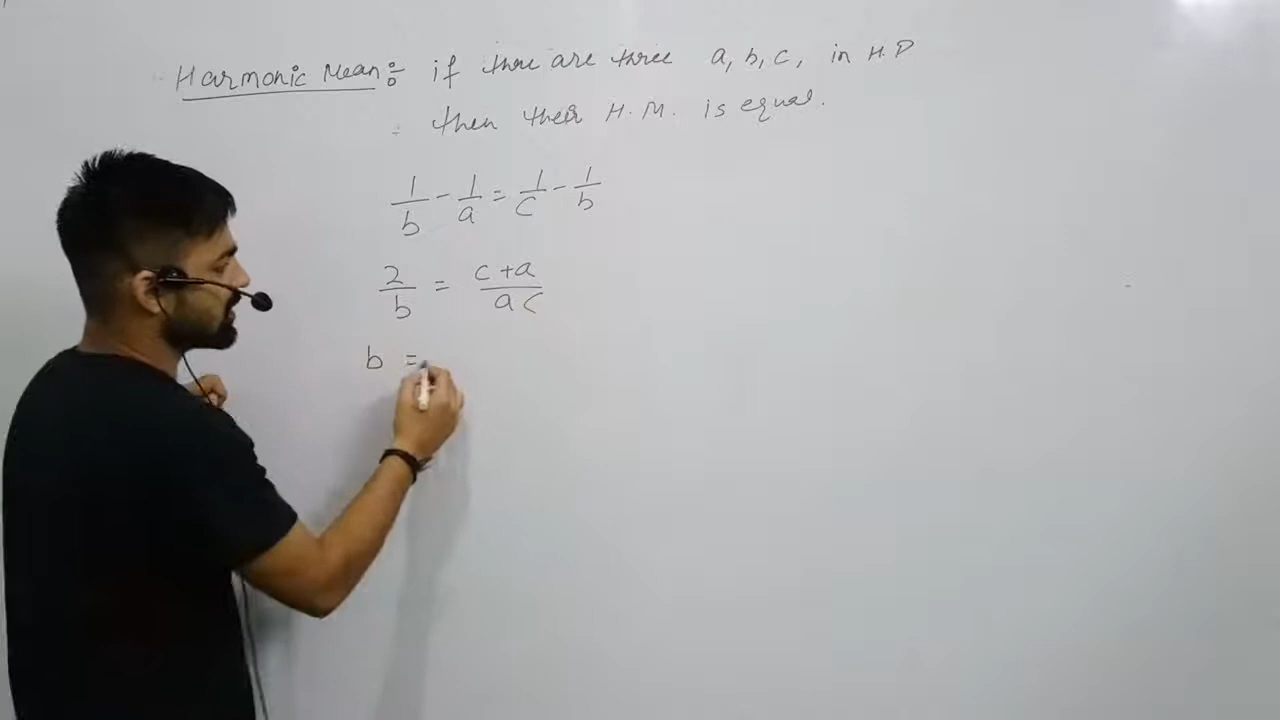 Harmonic Mean:- if there are three a, b, c, in H.P
then their H.M. is equal.
1/b - 1/a = 1/c - 1/b
2/b = c+a/ac
b =